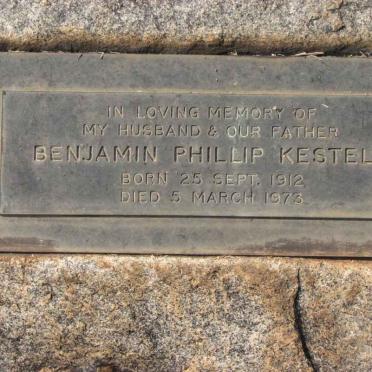 IN LOVING MEMORY OF
MY HUSBAND & OUR FATHER
BENJAMIN PHILLIP KESTEL
BORN 25 SEPT. 1912
DIED 5 MARCH 1973